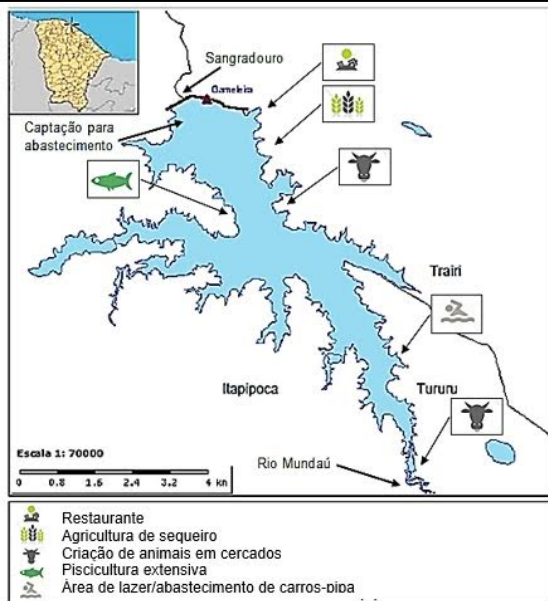 Sangradouro
Gameleira
Captação para
abastecimento
Trairi
Itapipoca
Tururu
Escala 1: 70000
0 0.8 1.6 2.4 3.2 4 km
Rio Mundaú
Restaurante
Agricultura de sequeiro
Criação de animais em cercados
Piscicultura extensiva
Área de lazer/abastecimento de carros-pipa